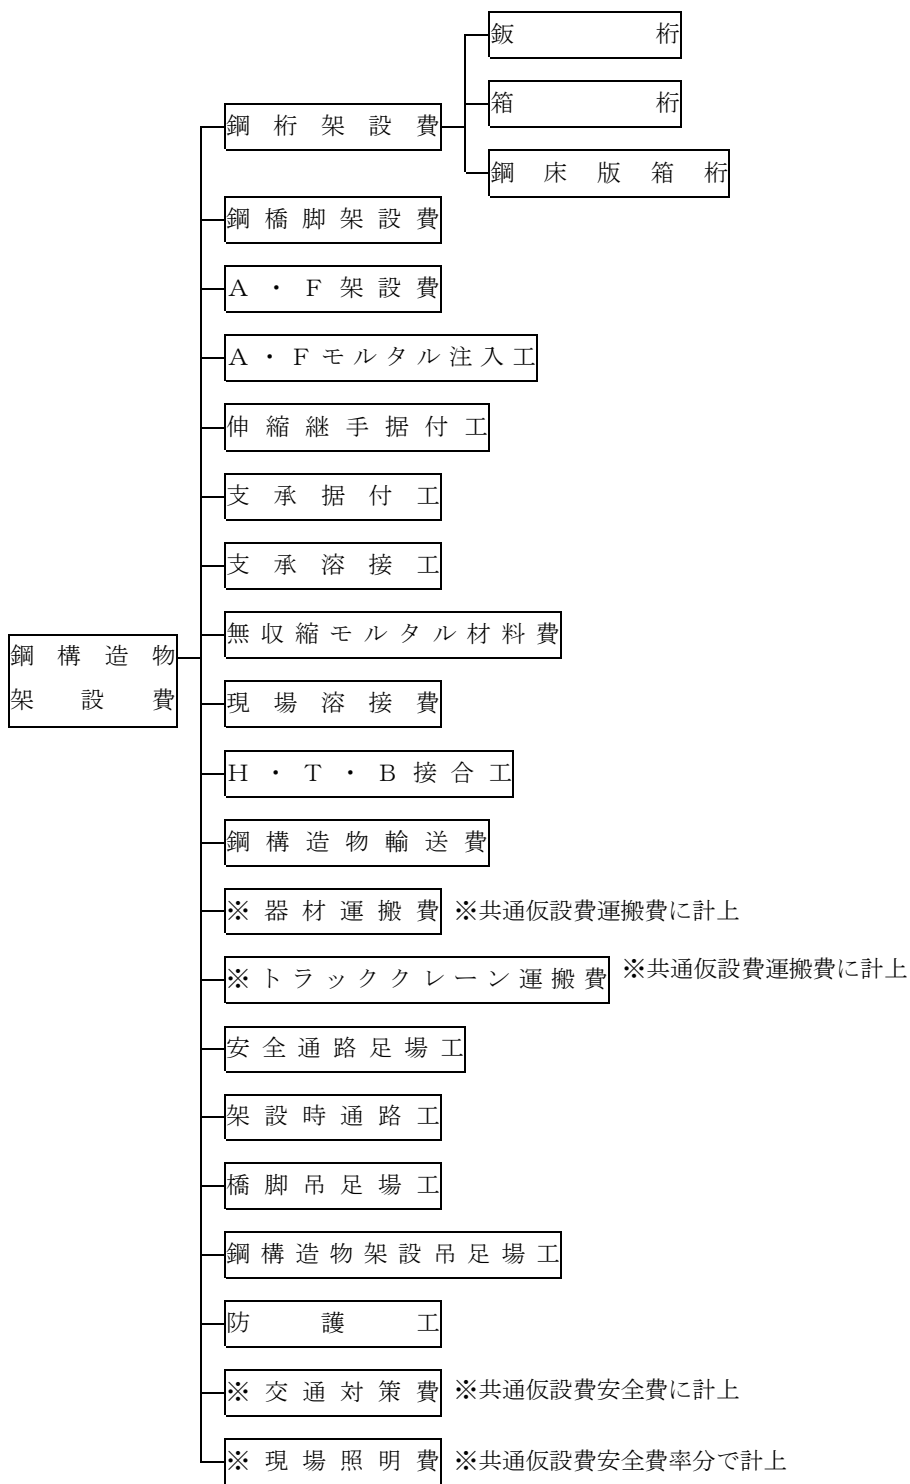 鈑桁
箱桁
鋼桁架設費
鋼床版箱桁
鋼橋脚架設費
A・F架設費
A・Fモルタル注入工
伸縮継手据付工
支承据付工
支承溶接工
無収縮モルタル材料費
鋼構造物
架設費
現場溶接費
H・T・B接合工
鋼構造物輸送費
※器材運搬費 ※共通仮設費運搬費に計上
※トラッククレーン運搬費 ※共通仮設費運搬費に計上
安全通路足場工
架設時通路工
橋脚吊足場工
鋼構造物架設吊足場工
防護工
※交通対策費 ※共通仮設費安全費に計上
※現場照明費 ※共通仮設費安全費率分で計上